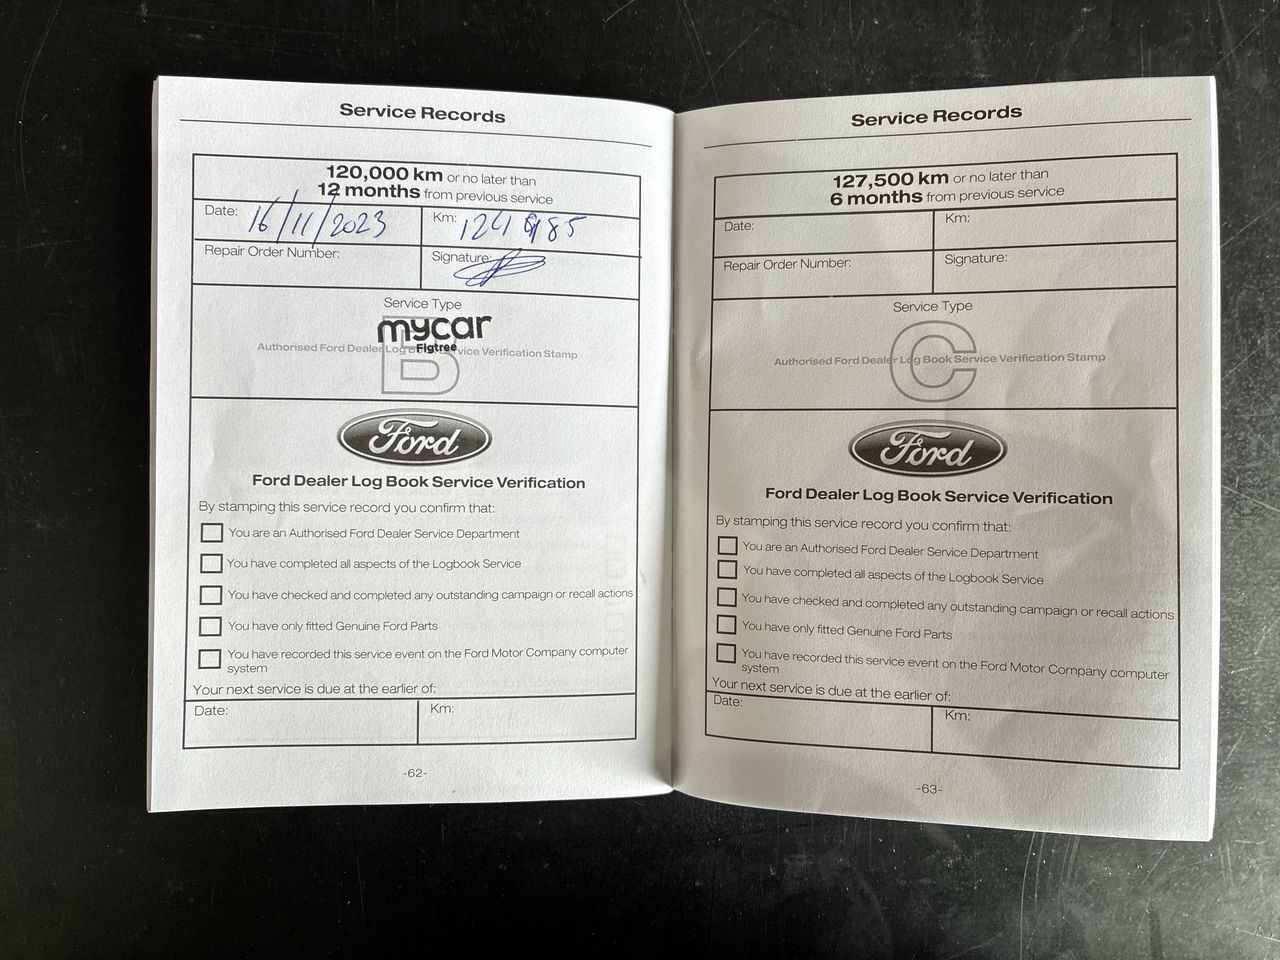 Service Records
120,000 km or no later than
12 months from previous service
Date: 16/11/2023
Km:
Repair Order Number:
Signature:
Service Type
B
mycar
Figtree
Authorised Ford Dealer Log Book Service Verification Stamp
Ford
Ford Dealer Log Book Service Verification
By stamping this service record you confirm that:
You are an Authorised Ford Dealer Service Department
You have completed all aspects of the Logbook Service
You have checked and completed any outstanding campaign or recall actions
You have only fitted Genuine Ford Parts
You have recorded this service event on the Ford Motor Company computer
system
Your next service is due at the earlier of:
Date:
Km:
-62-
Service Records
127,500 km or no later than
6 months from previous service
Date:
Km:
Repair Order Number:
Signature:
Service Type
C
Authorised Ford Dealer Log Book Service Verification Stamp
Ford
Ford Dealer Log Book Service Verification
By stamping this service record you confirm that:
You are an Authorised Ford Dealer Service Department
You have completed all aspects of the Logbook Service
You have checked and completed any outstanding campaign or recall actions
You have only fitted Genuine Ford Parts
You have recorded this service event on the Ford Motor Company computer
system
Your next service is due at the earlier of:
Date:
Km:
-63-